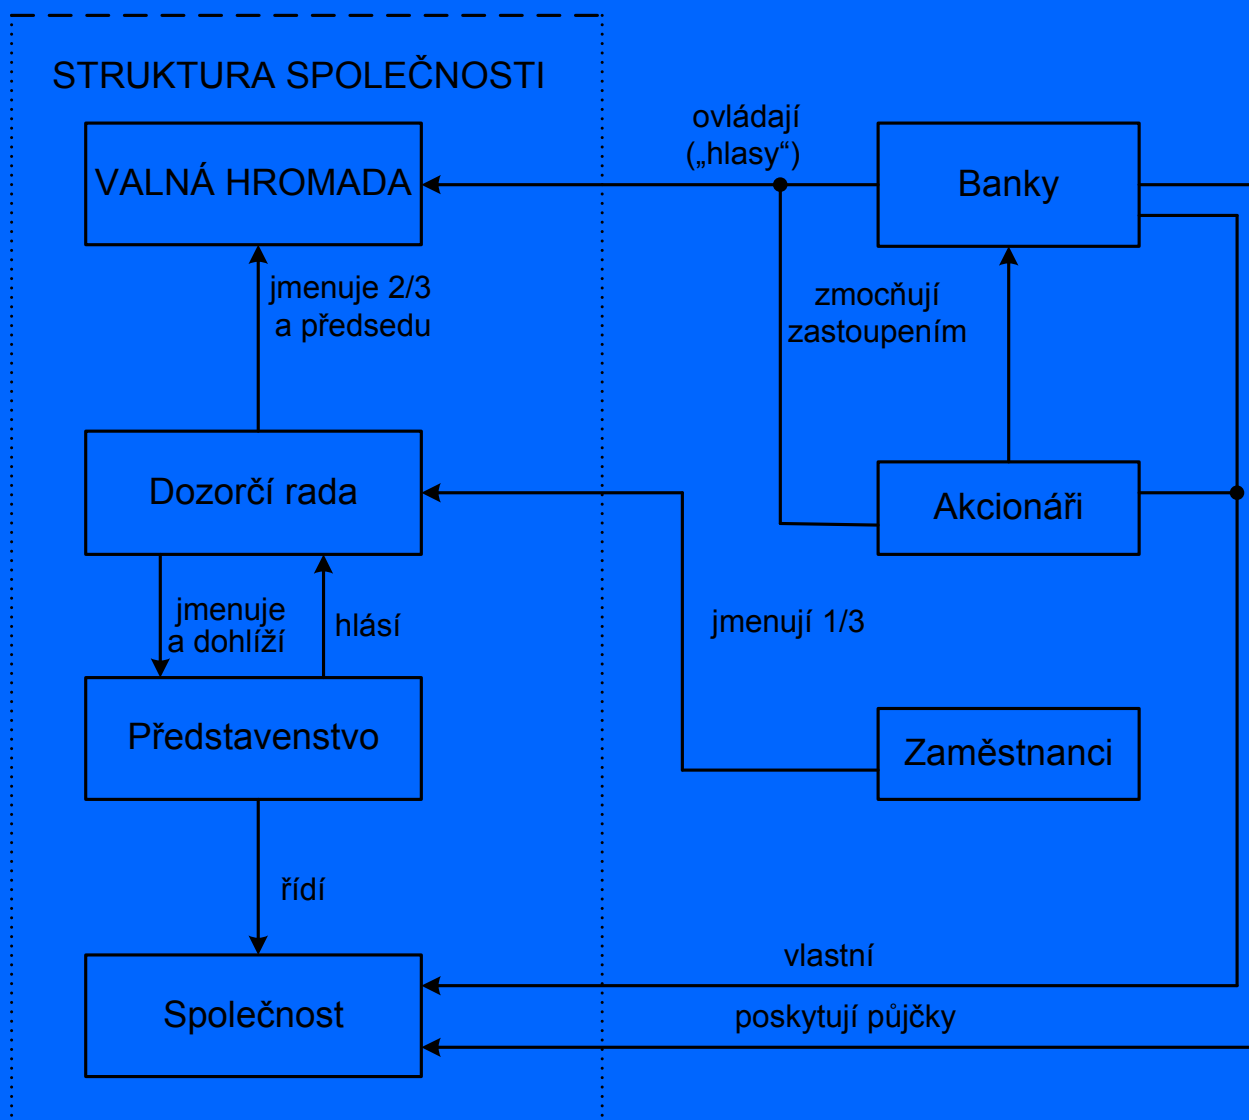 STRUKTURA SPOLEČNOSTI
VALNÁ HROMADA
ovládají
(„hlasy“)
Banky
jmenuje 2/3
a předsedu
zmocňují
zastoupením
Dozorčí rada
Akcionáři
jmenuje
a dohlíží
hlásí
jmenují 1/3
Představenstvo
Zaměstnanci
řídí
vlastní
Společnost
poskytují půjčky